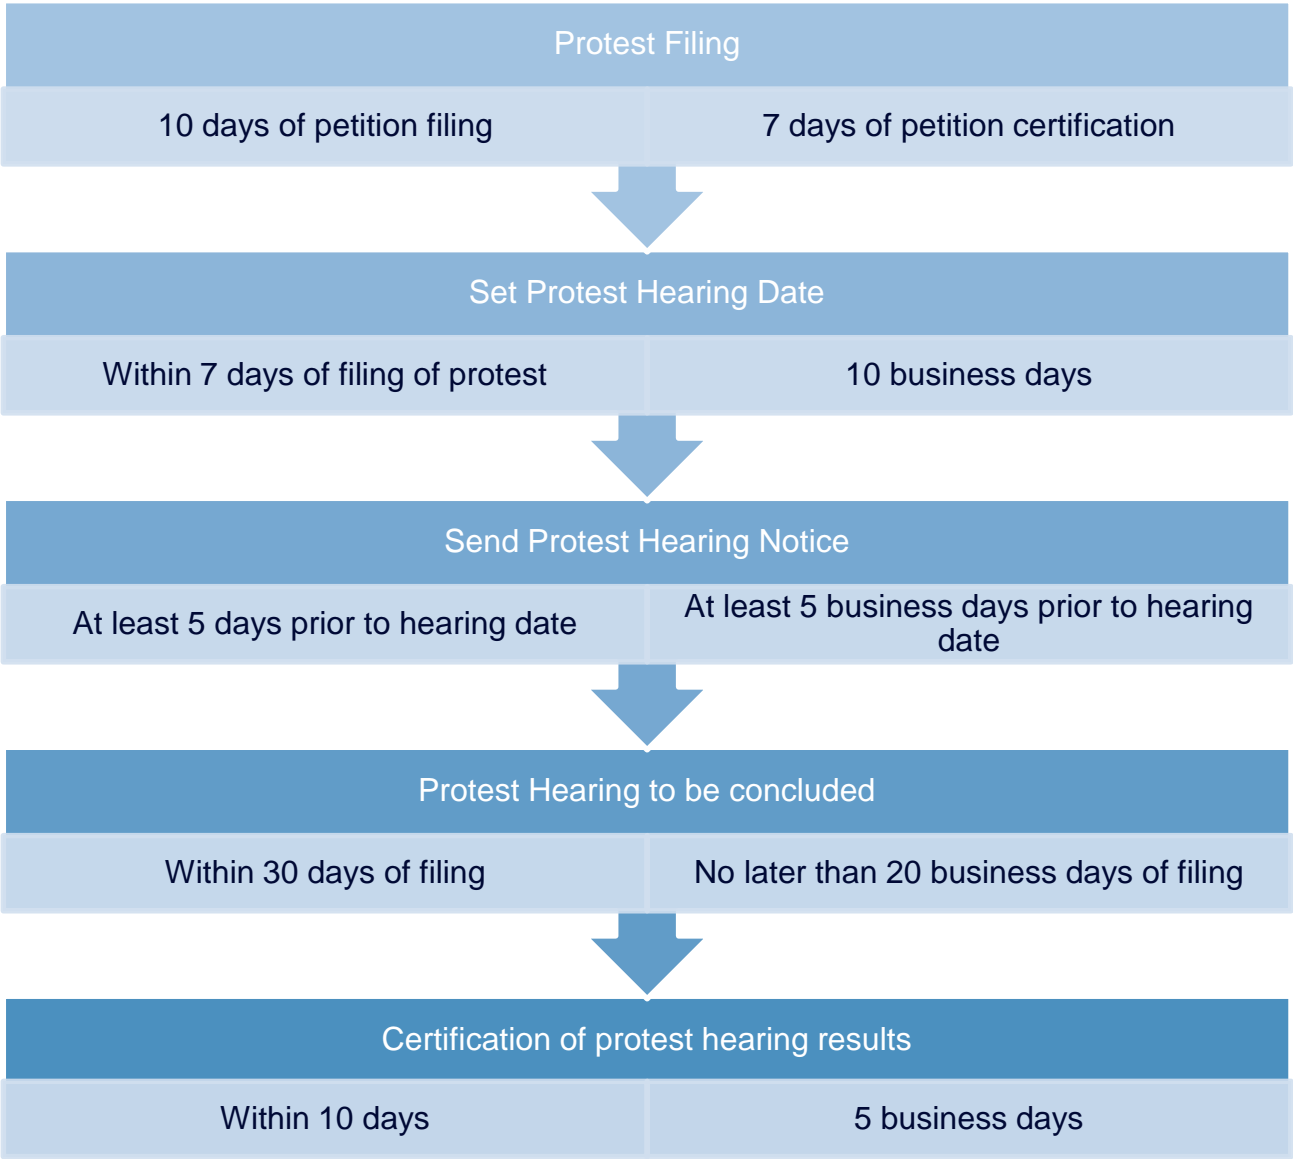 Protest Filing
10 days of petition filing
7 days of petition certification
Set Protest Hearing Date
Within 7 days of filing of protest
10 business days
Send Protest Hearing Notice
At least 5 days prior to hearing date
At least 5 business days prior to hearing
date
Protest Hearing to be concluded
Within 30 days of filing
No later than 20 business days of filing
Certification of protest hearing results
Within 10 days
5 business days